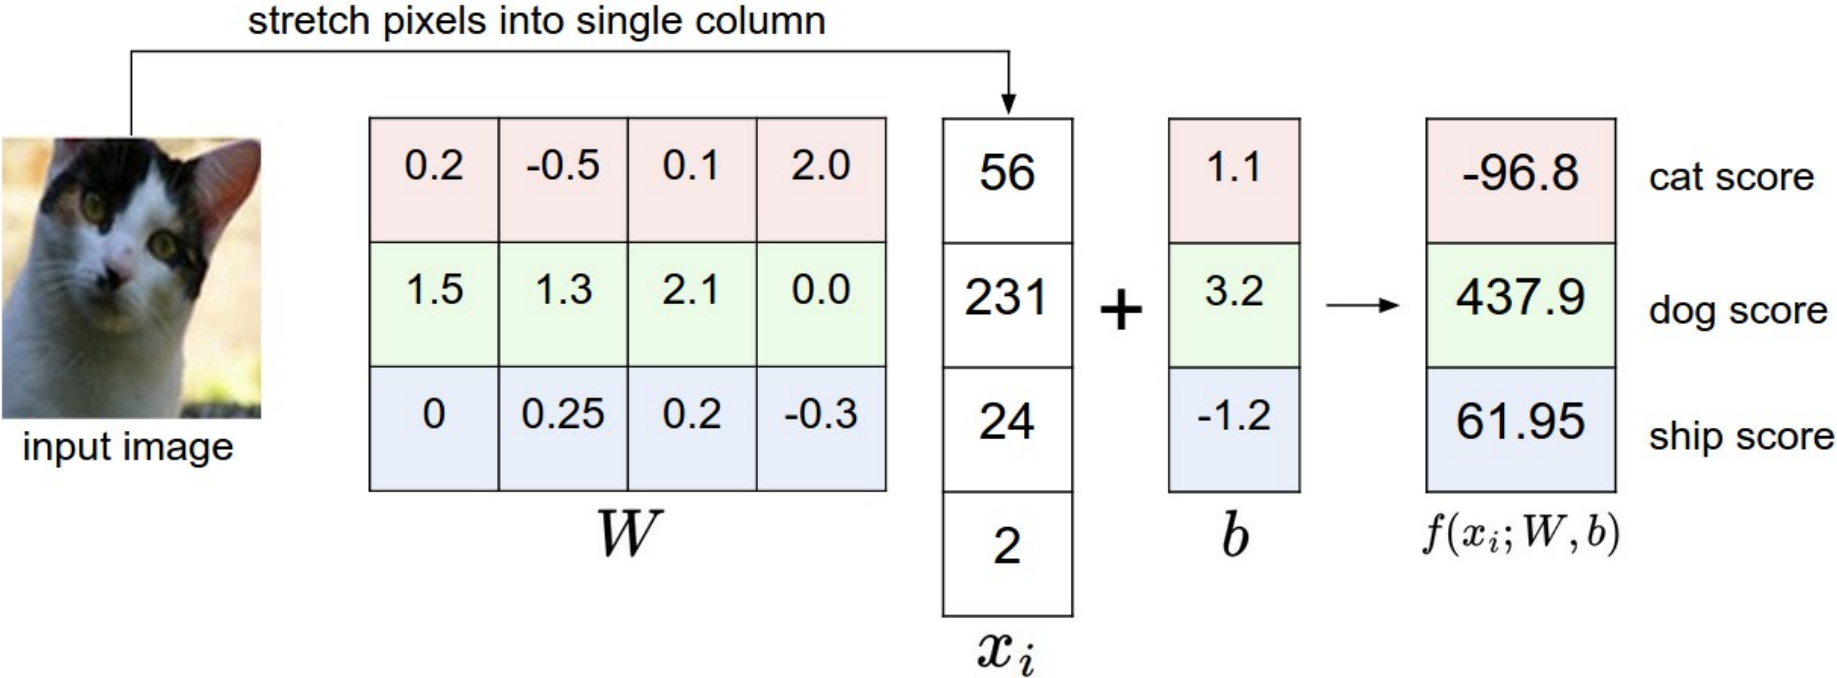 stretch pixels into single column
0.2 -0.5 0.1 2.0 56 1.1 -96.8 cat score
1.5 1.3 2.1 0.0 231 + 3.2 437.9 dog score
0 0.25 0.2 -0.3 24 -1.2 61.95 ship score
input image
W 2 b f(x_i; W, b)
x_i